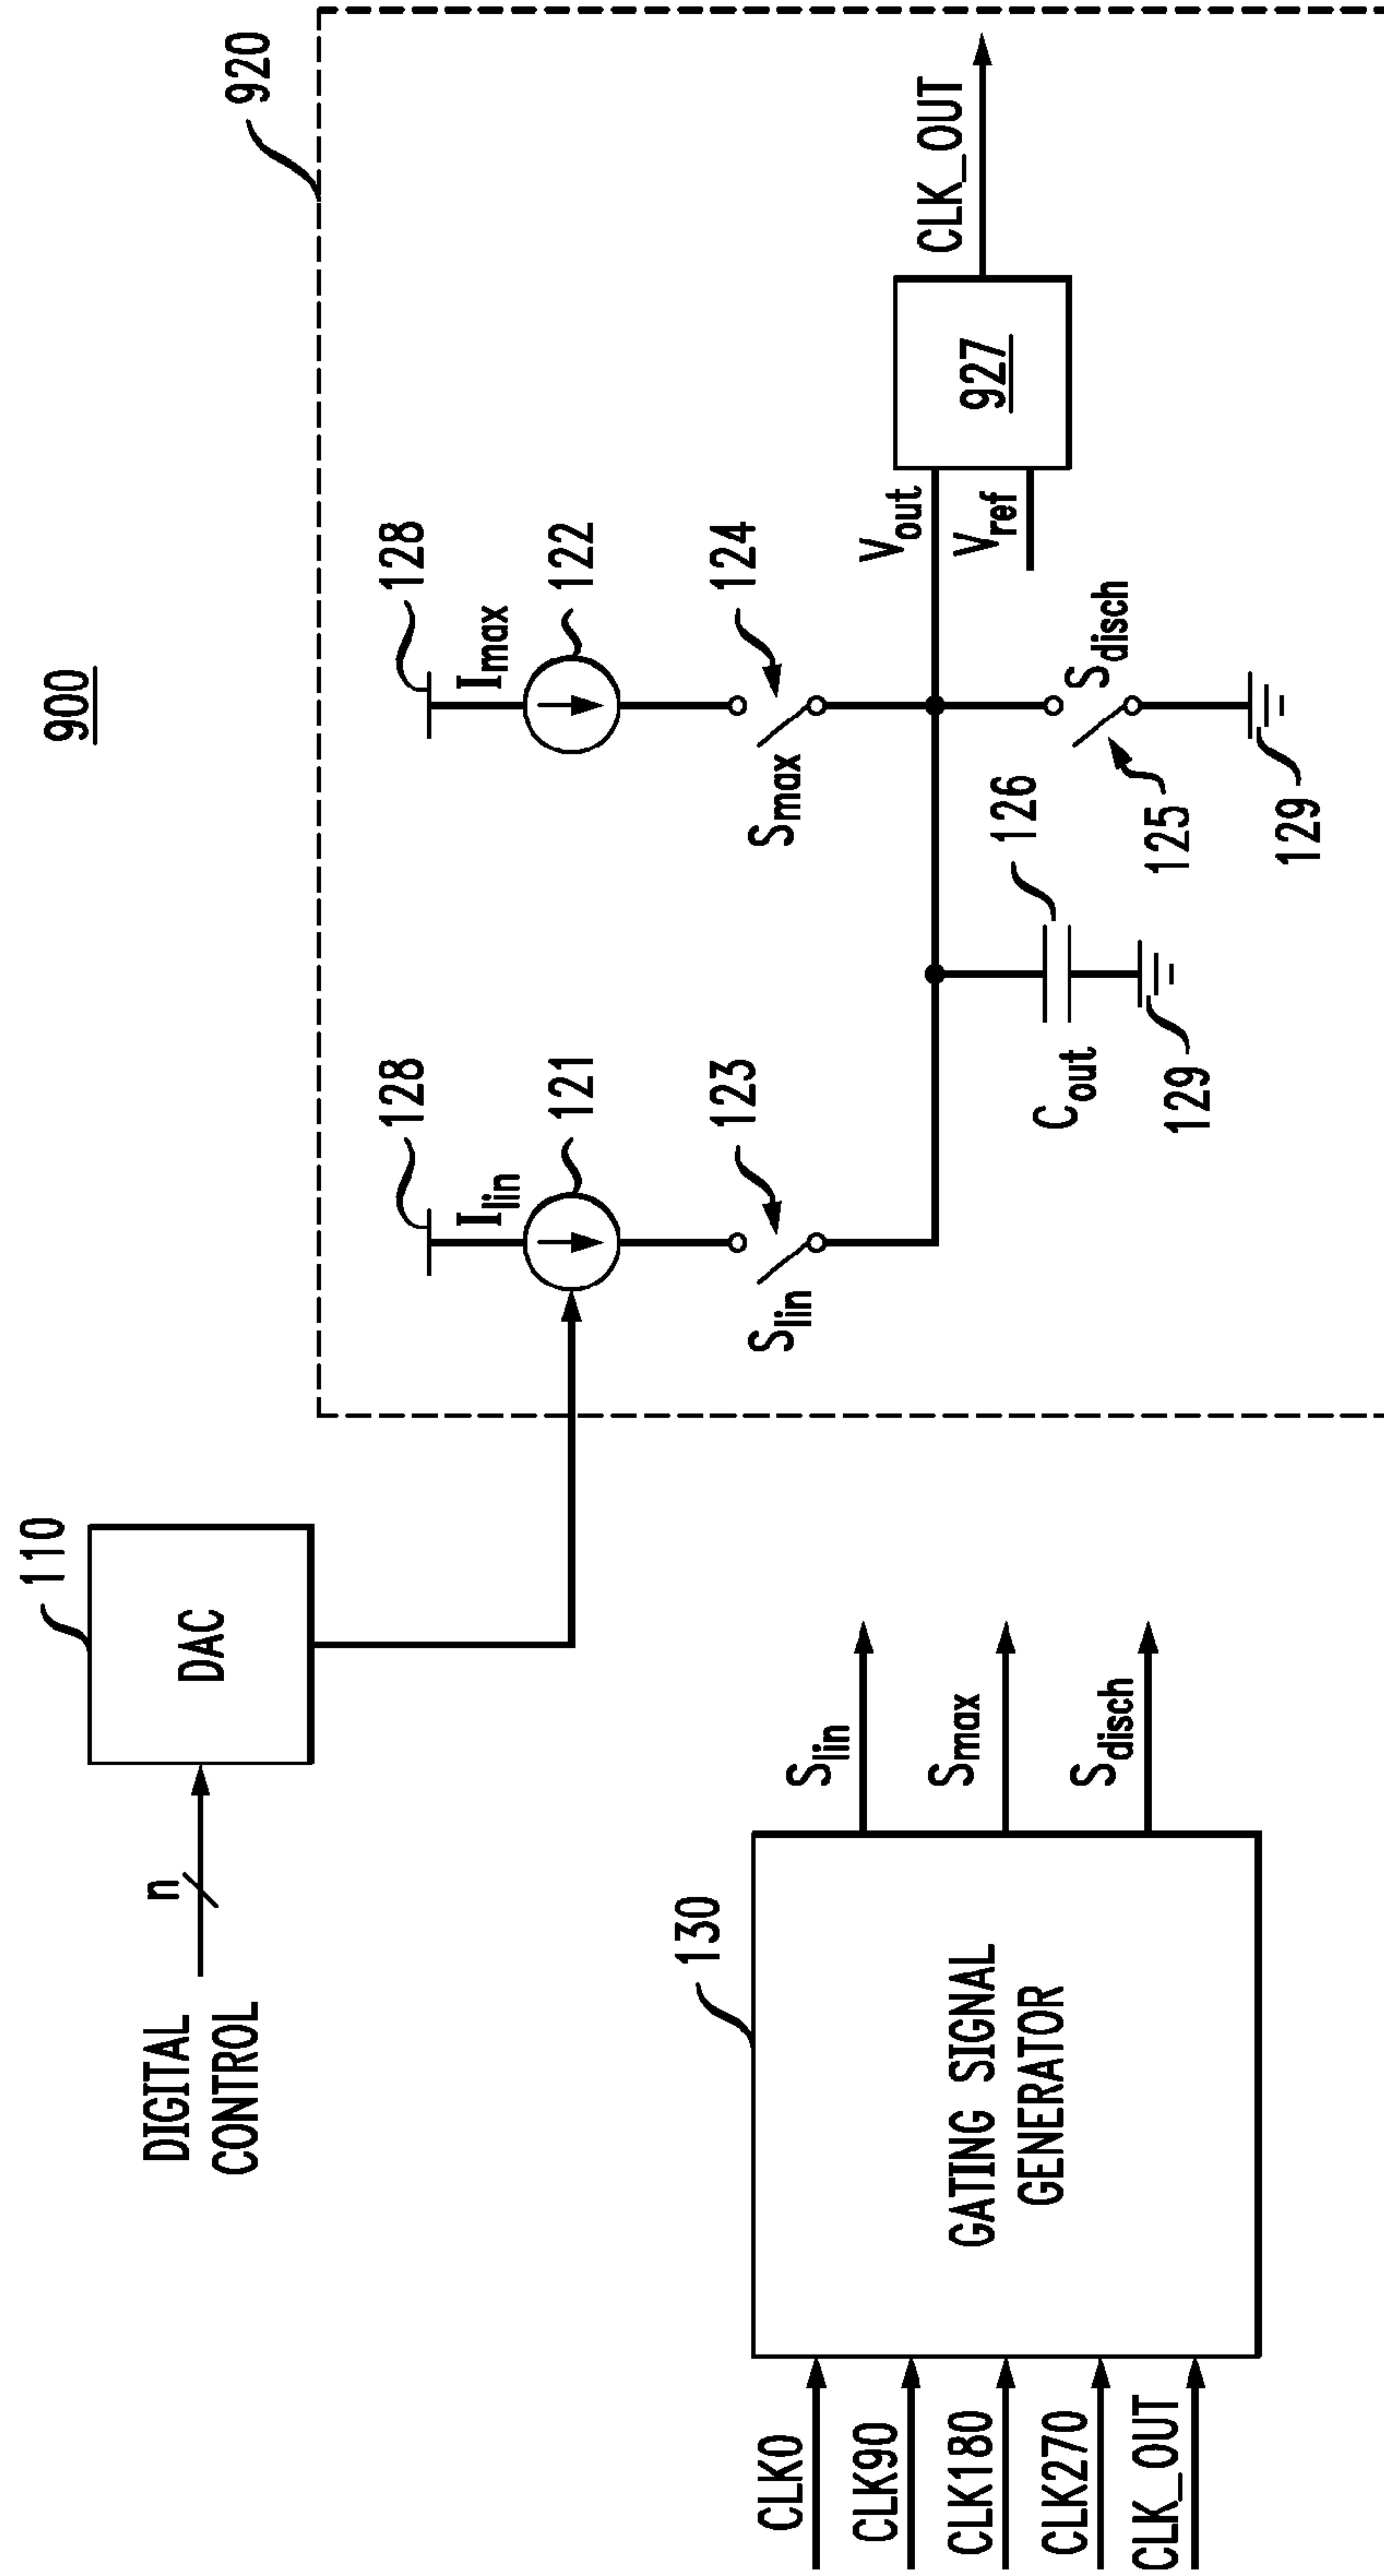 900
DIGITAL
CONTROL
n
DAC
110
920
128
I_lin
121
S_lin
123
128
I_max
122
S_max
124
C_out
126
129
S_disch
125
129
V_out
V_ref
927
CLK_OUT
130
GATING SIGNAL
GENERATOR
CLK0
CLK90
CLK180
CLK270
CLK_OUT
S_lin
S_max
S_disch